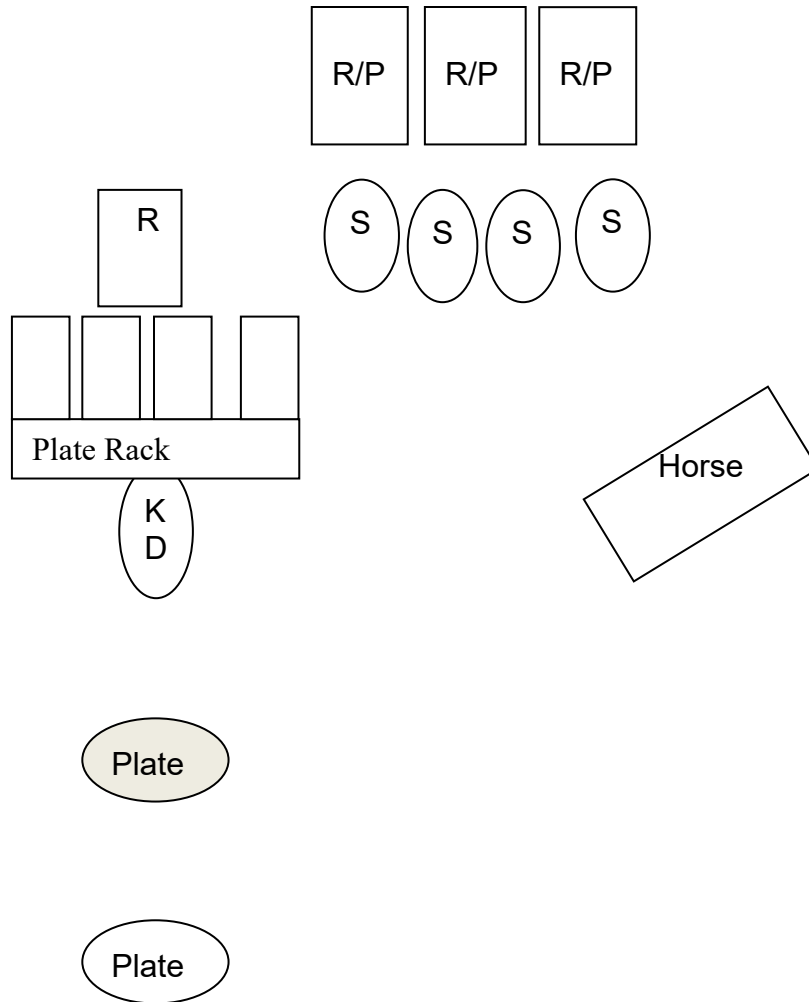 R/P R/P R/P
R
S S S S
Plate Rack
Horse
K
D
Plate
Plate